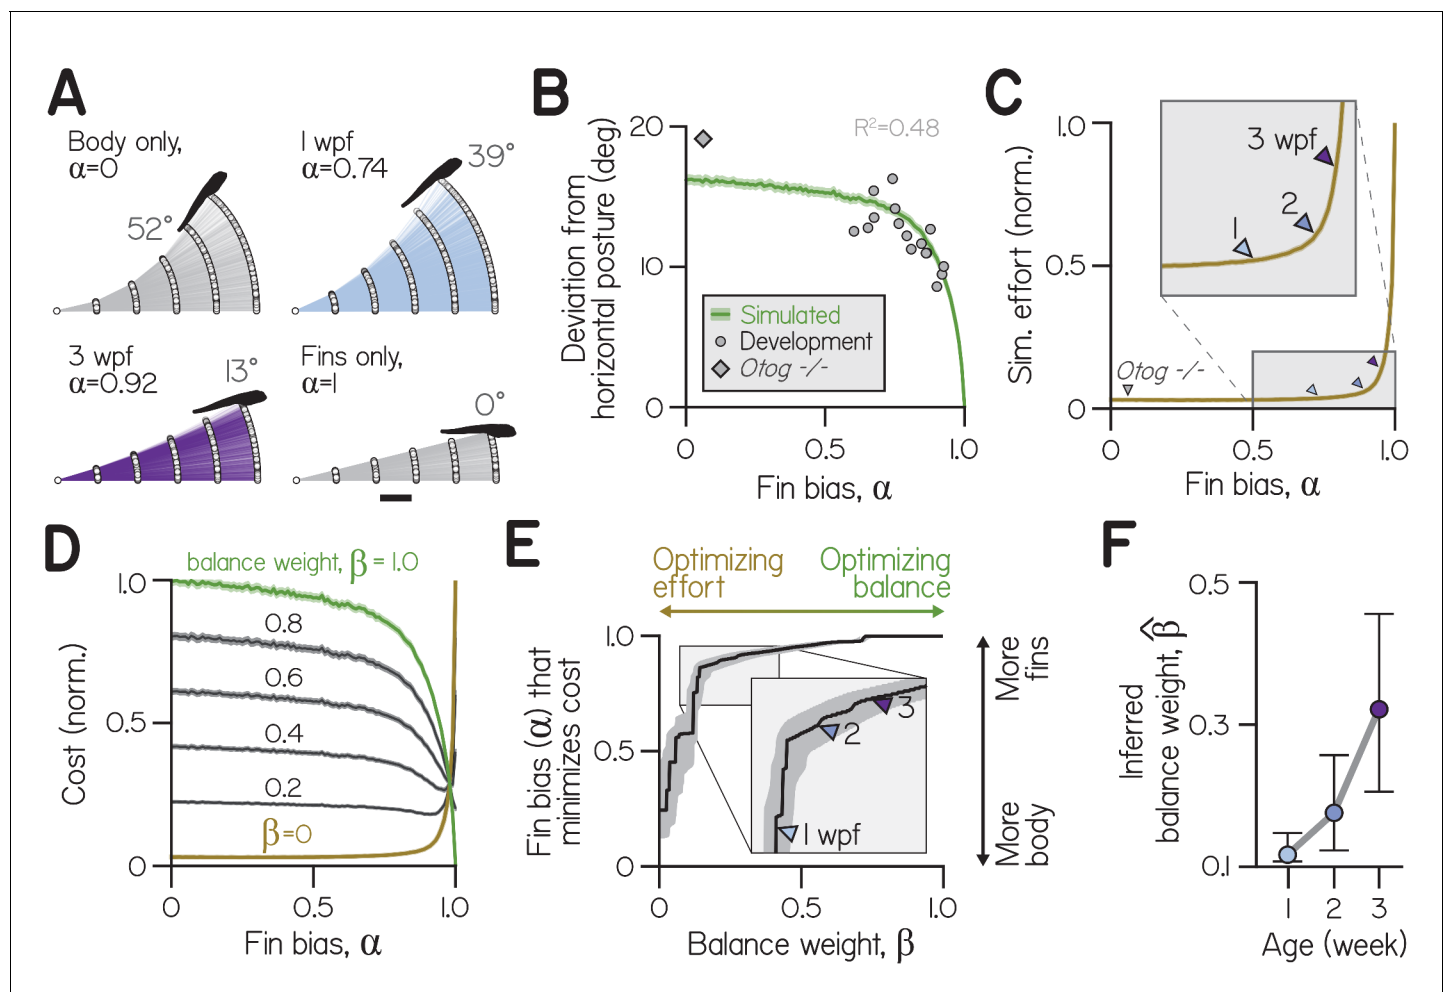 A
Body only,
α=0
52°
1 wpf
α=0.74
39°
3 wpf
α=0.92
13°
Fins only,
α=1
0°
B
Deviation from
horizontal posture (deg)
20
10
0
R²=0.48
Simulated
Development
Otog -/-
0
0.5
1.0
Fin bias, α
C
Sim. effort (norm.)
1.0
0.5
0
3 wpf
2
1
Otog -/-
0
0.5
1.0
Fin bias, α
D
balance weight, β = 1.0
Cost (norm.)
1.0
0.5
0
0.8
0.6
0.4
0.2
β=0
0
0.5
1.0
Fin bias, α
E
Optimizing
effort
Optimizing
balance
Fin bias (α) that
minimizes cost
1.0
0.5
0
3
2
1 wpf
More
fins
More
body
0
0.5
1.0
Balance weight, β
F
Inferred
balance weight, β̂
0.5
0.3
0.1
1
2
3
Age (week)